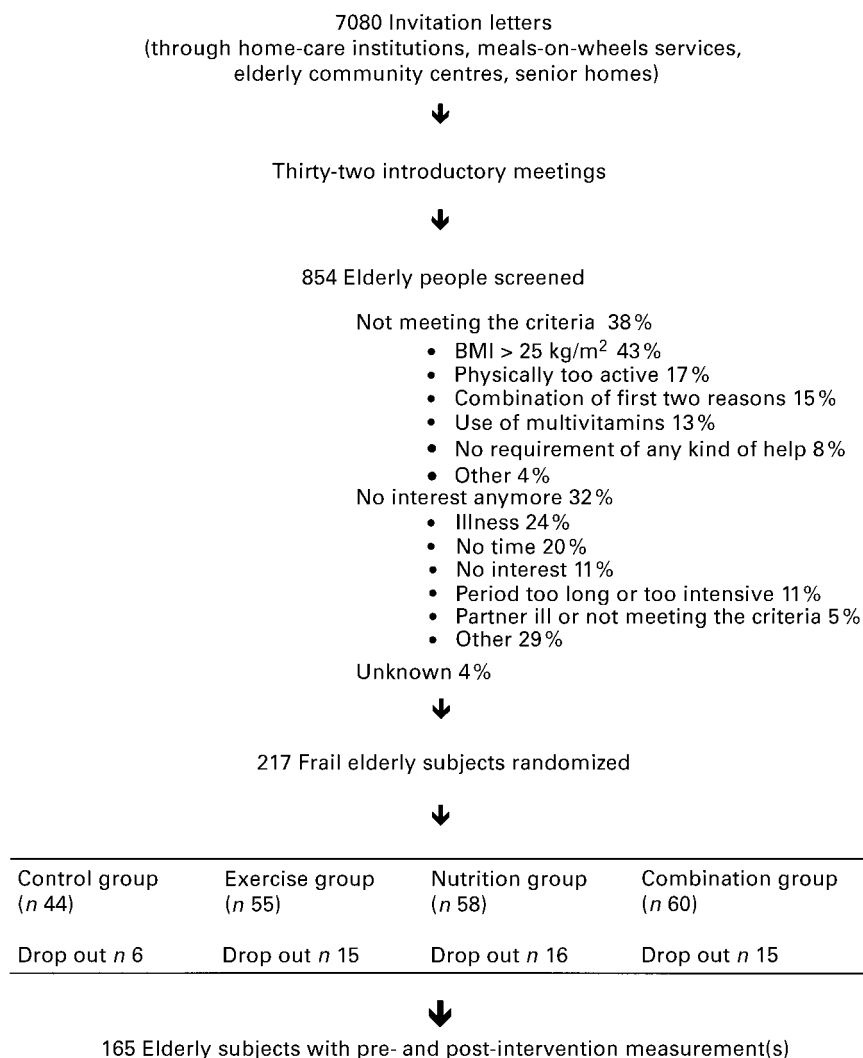 7080 Invitation letters
(through home-care institutions, meals-on-wheels services,
elderly community centres, senior homes)
Thirty-two introductory meetings
854 Elderly people screened
Not meeting the criteria 38%
• BMI > 25 kg/m² 43%
• Physically too active 17%
• Combination of first two reasons 15%
• Use of multivitamins 13%
• No requirement of any kind of help 8%
• Other 4%
No interest anymore 32%
• Illness 24%
• No time 20%
• No interest 11%
• Period too long or too intensive 11%
• Partner ill or not meeting the criteria 5%
• Other 29%
Unknown 4%
217 Frail elderly subjects randomized
Control group Exercise group Nutrition group Combination group
(n 44) (n 55) (n 58) (n 60)
Drop out n 6 Drop out n 15 Drop out n 16 Drop out n 15
165 Elderly subjects with pre- and post-intervention measurement(s)